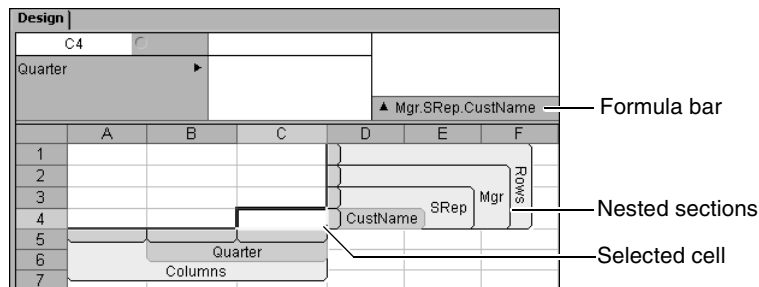 Design
C4
Quarter
Mgr.SRep.CustName
Formula bar
A B C D E F
1
2
3
4
5
6
7
Rows
Mgr
SRep
CustName
Nested sections
Selected cell
Quarter
Columns